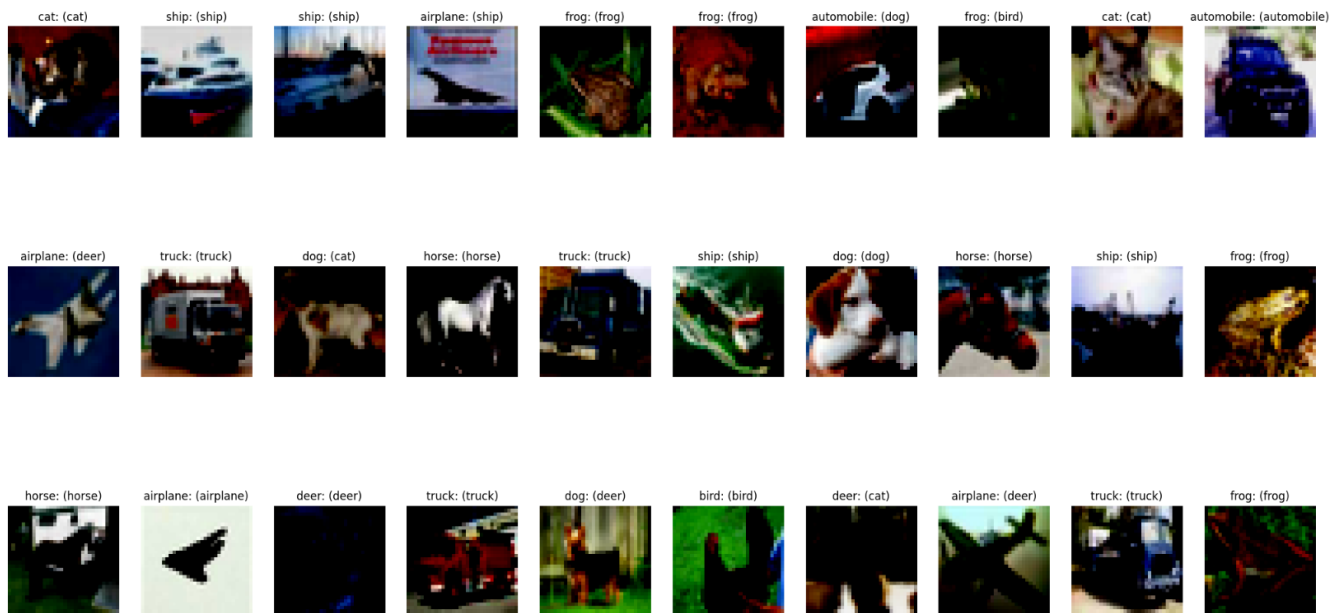 cat: (cat)
ship: (ship)
ship: (ship)
airplane: (ship)
frog: (frog)
frog: (frog)
automobile: (dog)
frog: (bird)
cat: (cat)
automobile: (automobile)
airplane: (deer)
truck: (truck)
dog: (cat)
horse: (horse)
truck: (truck)
ship: (ship)
dog: (dog)
horse: (horse)
ship: (ship)
frog: (frog)
horse: (horse)
airplane: (airplane)
deer: (deer)
truck: (truck)
dog: (deer)
bird: (bird)
deer: (cat)
airplane: (deer)
truck: (truck)
frog: (frog)